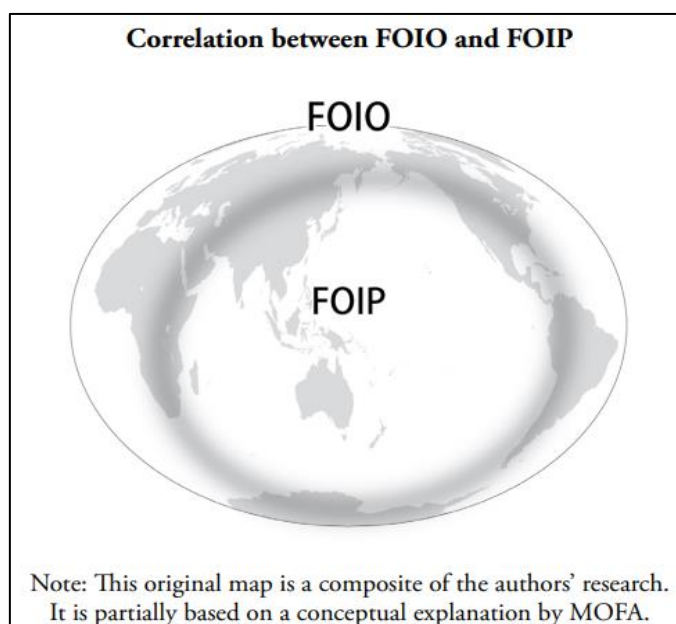 Correlation between FOIO and FOIP
FOIO
FOIP
Note: This original map is a composite of the authors’ research.
It is partially based on a conceptual explanation by MOFA.